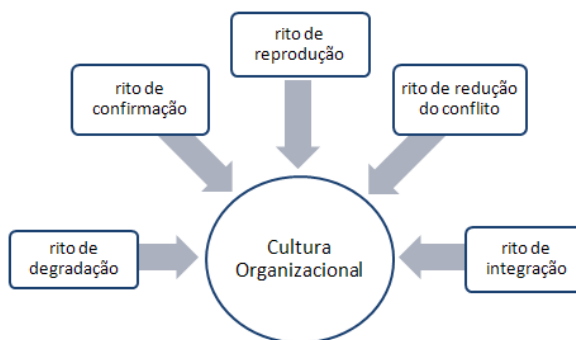 rito de
reprodução
rito de
confirmação
rito de redução
do conflito
rito de
degradação
Cultura
Organizacional
rito de
integração